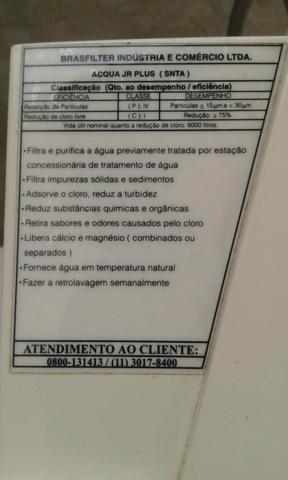 BRASFILTER INDÚSTRIA E COMÉRCIO LTDA.
ACQUA JR PLUS ( SNTA )
Classificação (Qto. ao desempenho / eficiência)
EFICIÊNCIA CLASSE DESEMPENHO
Retenção de Partículas ( P ): IV Partículas ≥ 15µm a < 30µm
Redução de cloro livre ( C ): I Redução: ≥ 75%
Vida útil nominal quanto a redução de cloro: 6000 litros
•Filtra e purifica a água previamente tratada por estação
concessionária de tratamento de água
•Filtra impurezas sólidas e sedimentos
•Adsorve o cloro, reduz a turbidez
•Reduz substâncias químicas e orgânicas
•Retira sabores e odores causados pelo cloro
•Libera cálcio e magnésio ( combinados ou
separados )
•Fornece água em temperatura natural
•Fazer a retrolavagem semanalmente
ATENDIMENTO AO CLIENTE:
0800-131413 / (11) 3017-8400